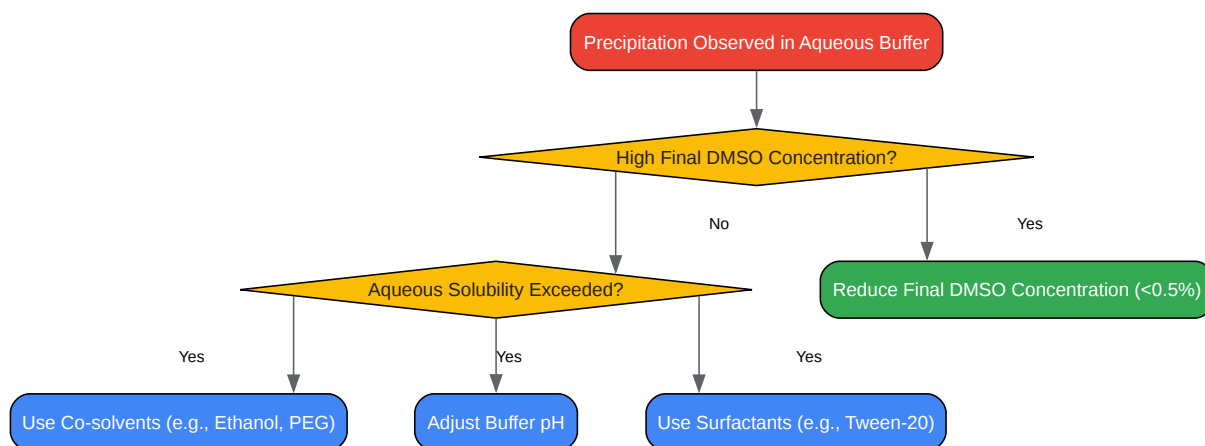 Precipitation Observed in Aqueous Buffer
High Final DMSO Concentration?
No
Yes
Aqueous Solubility Exceeded?
Reduce Final DMSO Concentration (<0.5%)
Yes
Yes
Yes
Use Co-solvents (e.g., Ethanol, PEG)
Adjust Buffer pH
Use Surfactants (e.g., Tween-20)